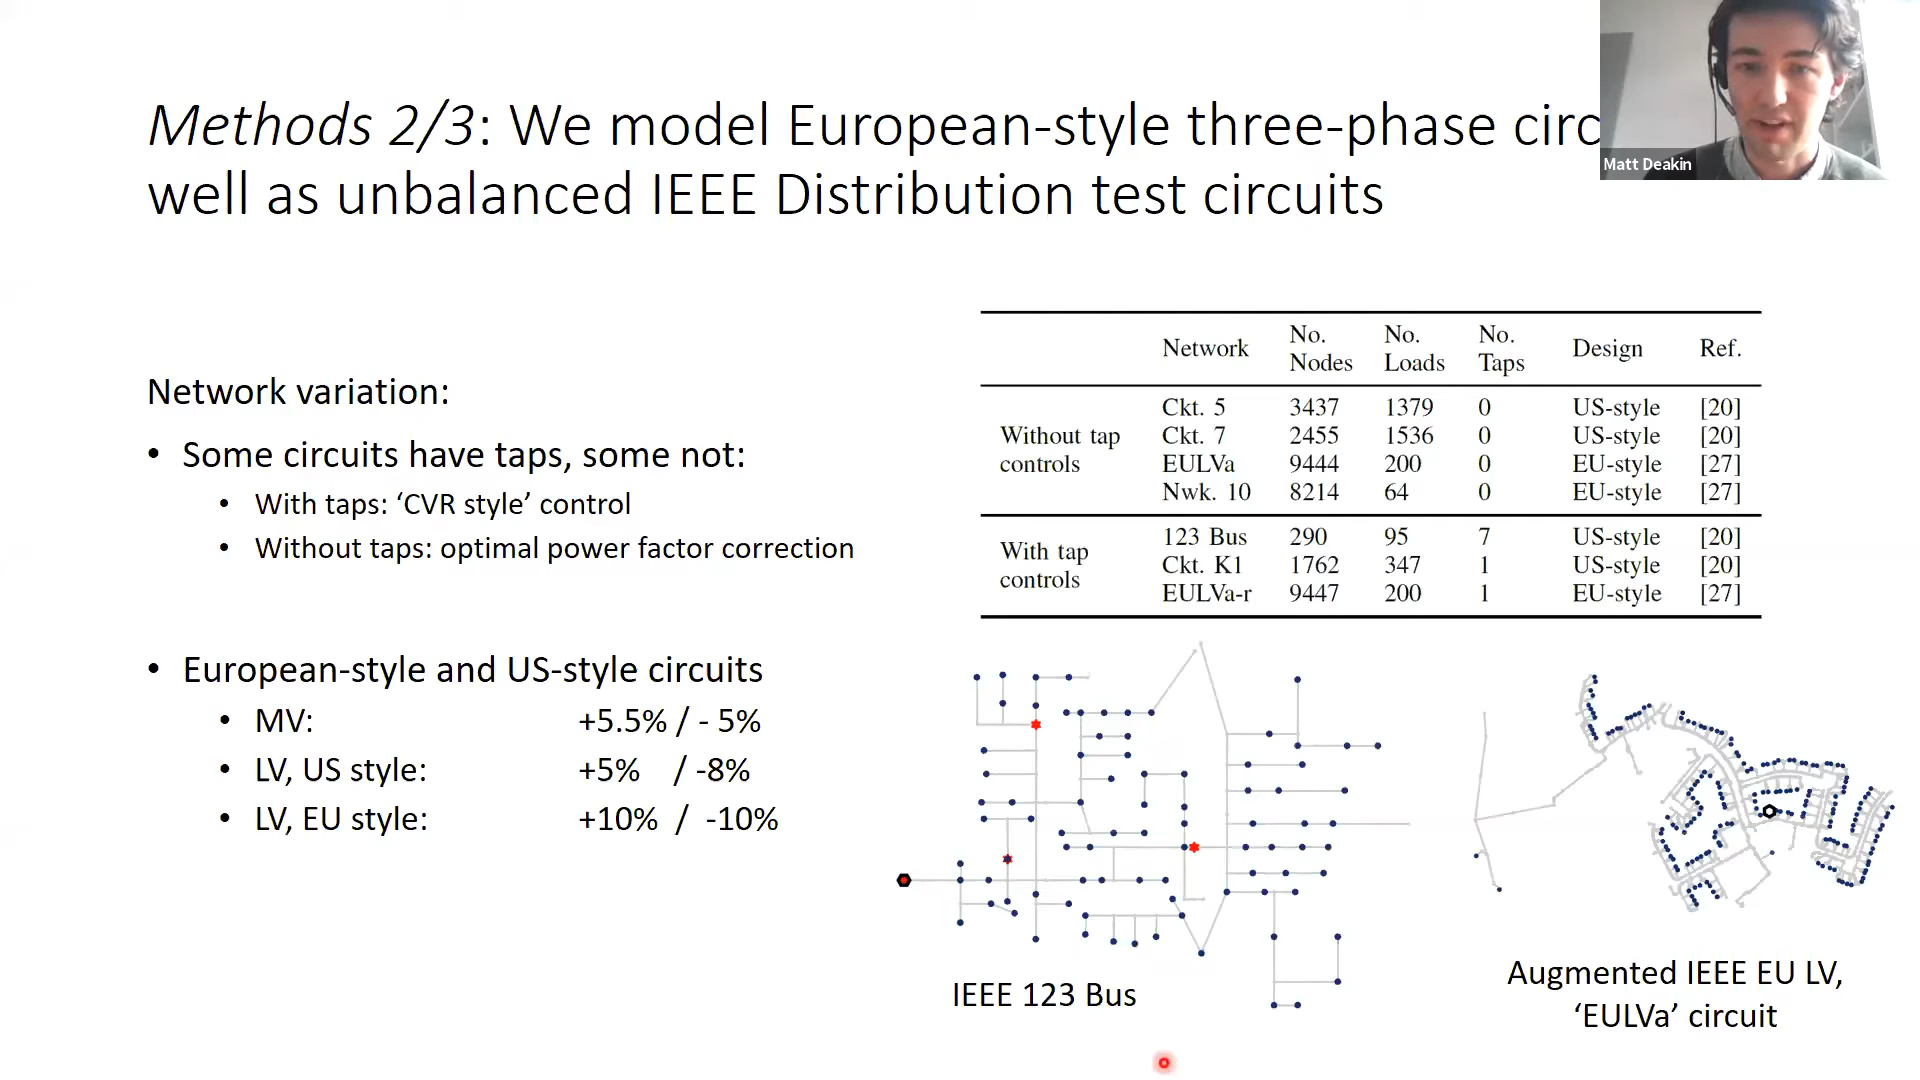 Methods 2/3: We model European-style three-phase circ
well as unbalanced IEEE Distribution test circuits
Matt Deakin
Network variation:
• Some circuits have taps, some not:
• With taps: ‘CVR style’ control
• Without taps: optimal power factor correction
• European-style and US-style circuits
• MV: +5.5% / - 5%
• LV, US style: +5% / -8%
• LV, EU style: +10% / -10%
Network No. Nodes No. Loads No. Taps Design Ref.
Without tap controls
Ckt. 5 3437 1379 0 US-style [20]
Ckt. 7 2455 1536 0 US-style [20]
EULVa 9444 200 0 EU-style [27]
Nwk. 10 8214 64 0 EU-style [27]
With tap controls
123 Bus 290 95 7 US-style [20]
Ckt. K1 1762 347 1 US-style [20]
EULVa-r 9447 200 1 EU-style [27]
IEEE 123 Bus
Augmented IEEE EU LV,
‘EULVa’ circuit